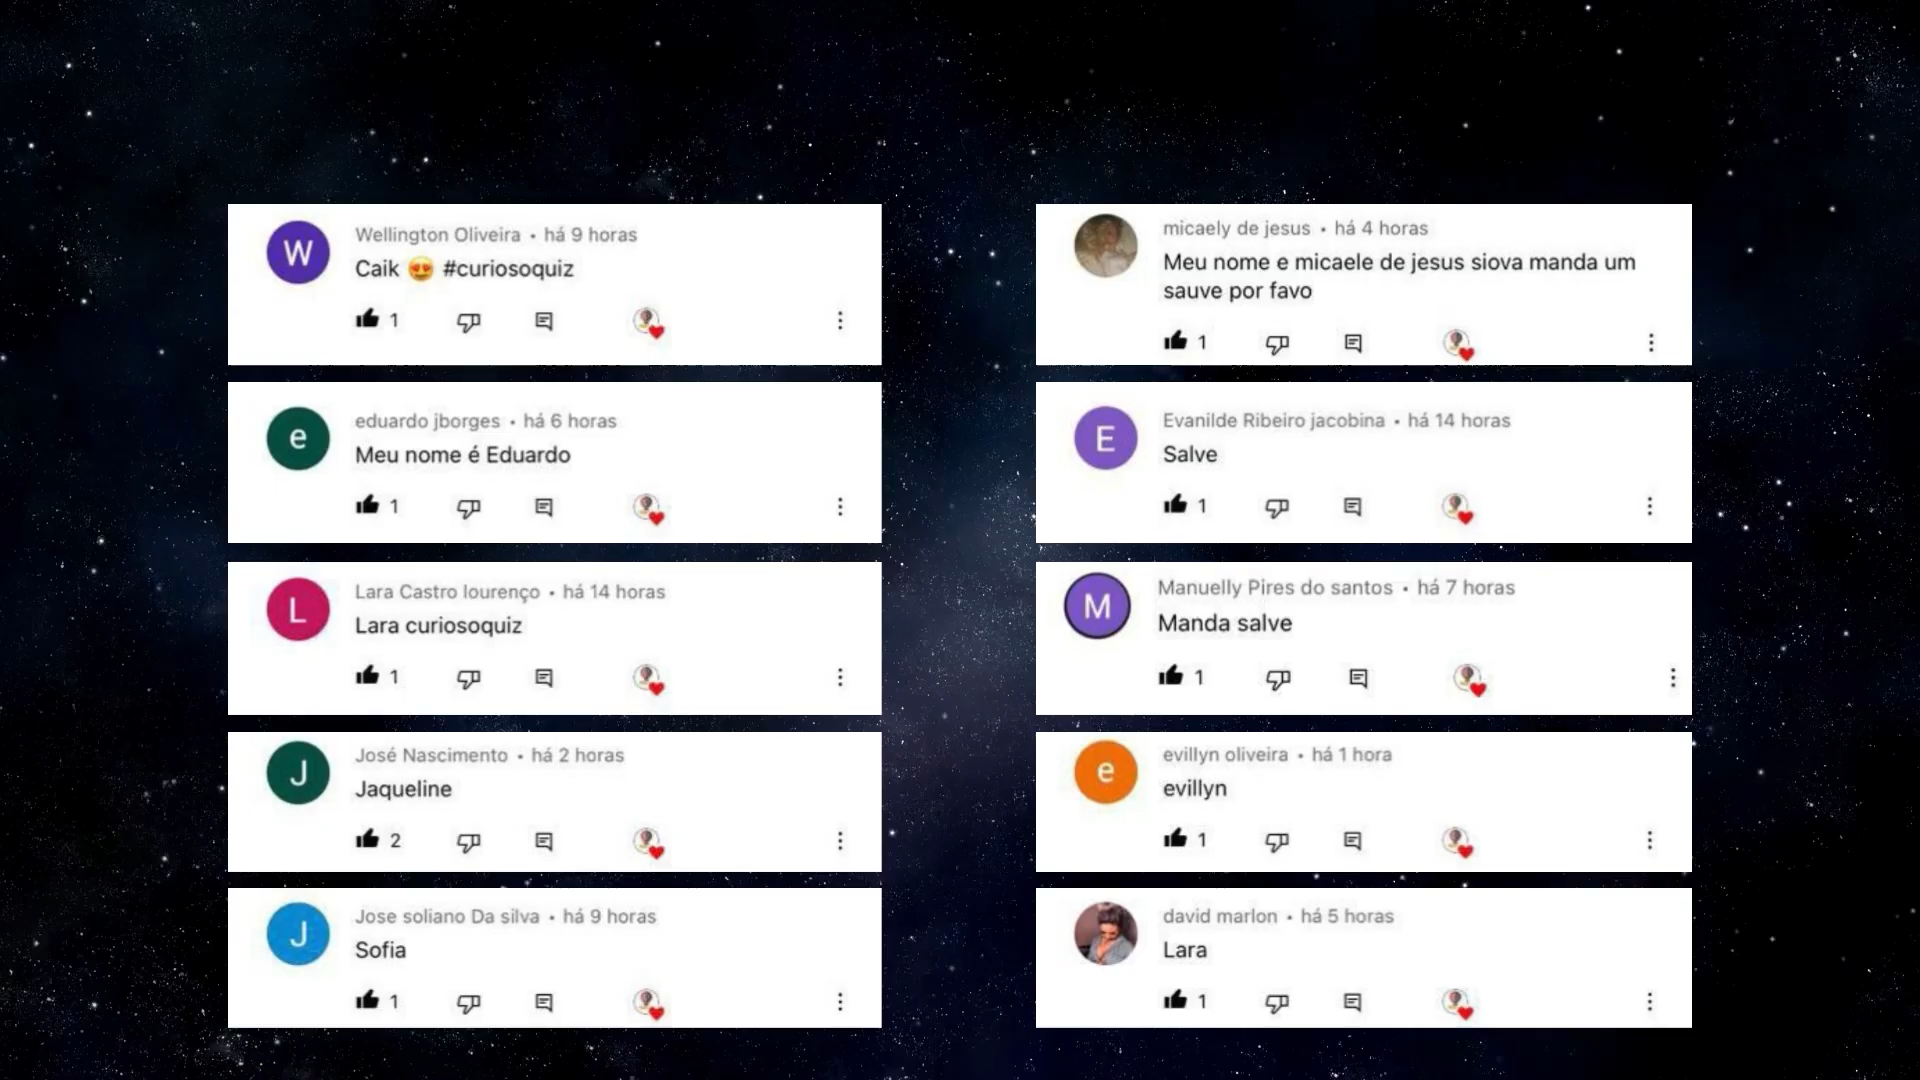 W
Wellington Oliveira • há 9 horas
Caik 😍 #curiosoquiz
1
e
eduardo jborges • há 6 horas
Meu nome é Eduardo
1
L
Lara Castro lourenço • há 14 horas
Lara curiosoquiz
1
J
José Nascimento • há 2 horas
Jaqueline
2
J
Jose soliano Da silva • há 9 horas
Sofia
1
micaely de jesus • há 4 horas
Meu nome e micaele de jesus siova manda um
sauve por favo
1
E
Evanilde Ribeiro jacobina • há 14 horas
Salve
1
M
Manuelly Pires do santos • há 7 horas
Manda salve
1
e
evillyn oliveira • há 1 hora
evillyn
1
david marlon • há 5 horas
Lara
1